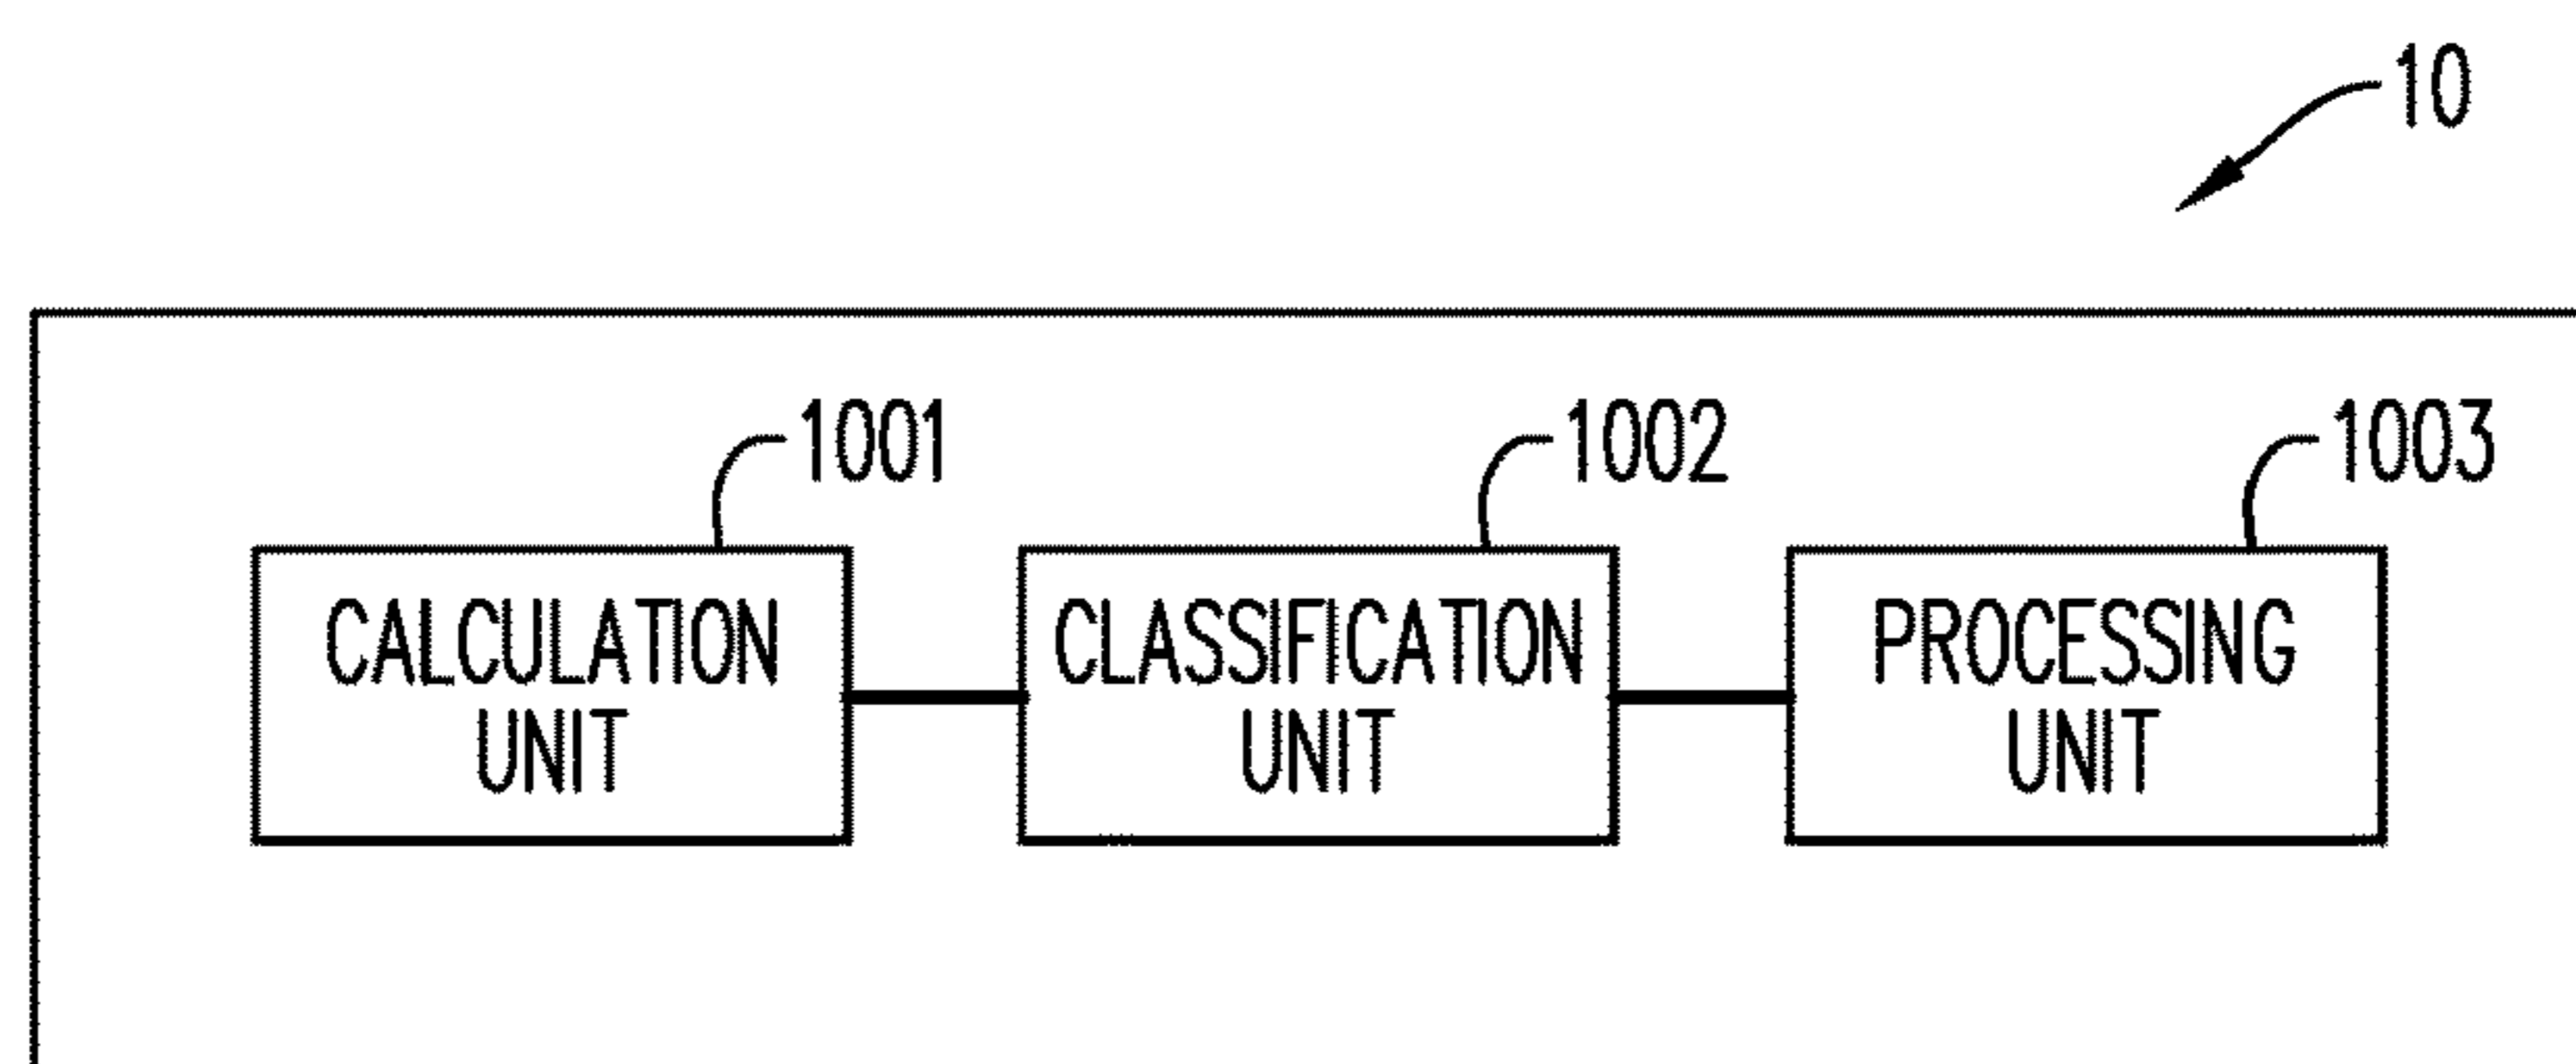 10
1001
1002
1003
CALCULATION
UNIT
CLASSIFICATION
UNIT
PROCESSING
UNIT